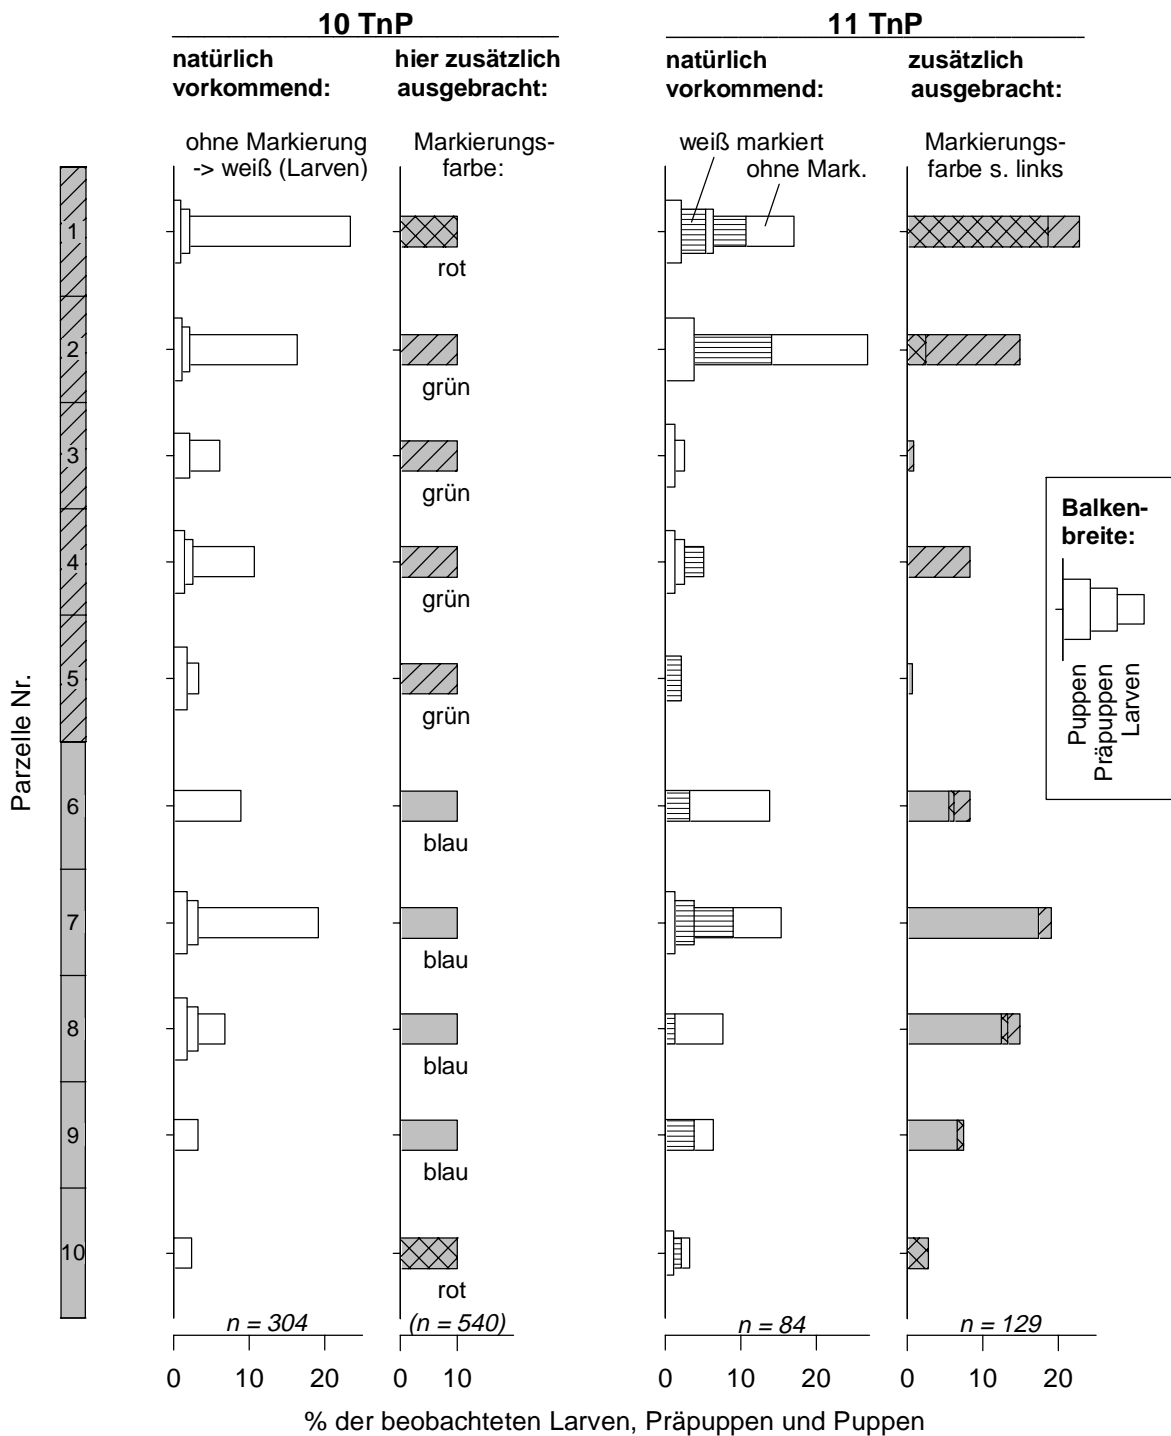 10 TnP
11 TnP
natürlich
vorkommend:
hier zusätzlich
ausgebracht:
natürlich
vorkommend:
zusätzlich
ausgebracht:
ohne Markierung
-> weiß (Larven)
Markierungs-
farbe:
weiß markiert
ohne Mark.
Markierungs-
farbe s. links
Parzelle Nr.
1
rot
2
grün
3
grün
4
grün
5
grün
6
blau
7
blau
8
blau
9
blau
10
rot
Balken-
breite:
Puppen
Präpuppen
Larven
n = 304
(n = 540)
n = 84
n = 129
0 10 20
0 10
0 10 20
0 10 20
% der beobachteten Larven, Präpuppen und Puppen